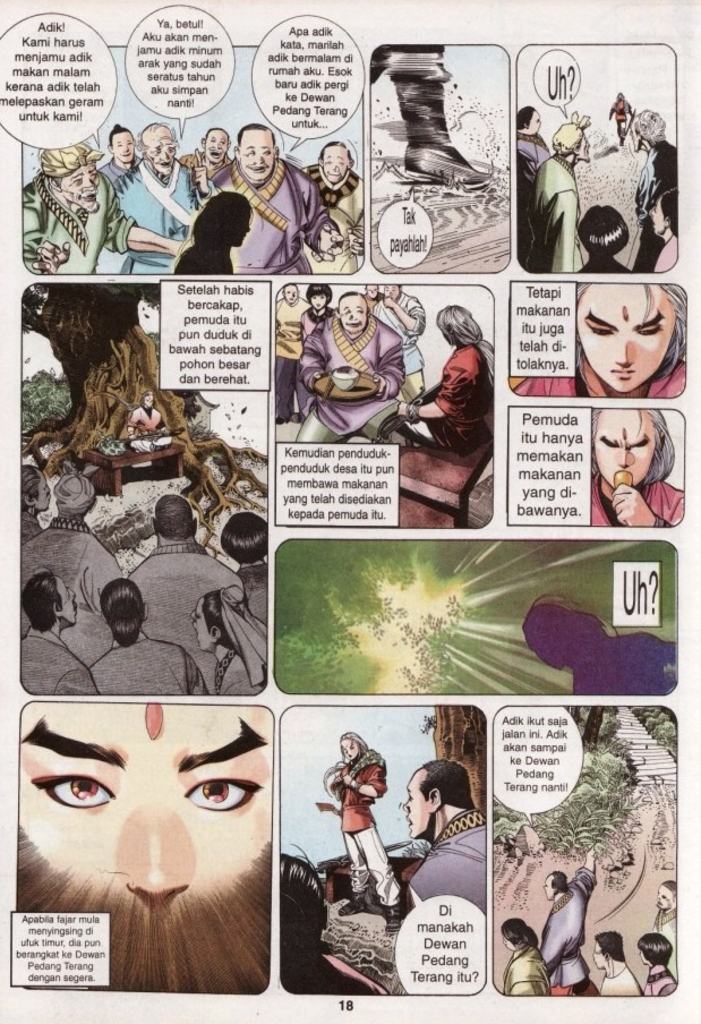 Adik!
Kami harus
menjamu adik
makan malam
kerana adik telah
melepaskan geram
untuk kami!
Ya, betul!
Aku akan men-
jamu adik minum
arak yang sudah
seratus tahun
aku simpan
nanti!
Apa adik
kata, marilah
adik bermalam di
rumah aku. Esok
baru adik pergi
ke Dewan
Pedang Terang
untuk...
Tak
payahlah!
Uh?
Setelah habis
bercakap,
pemuda itu
pun duduk di
bawah sebatang
pohon besar
dan berehat.
Kemudian penduduk-
penduduk desa itu pun
membawa makanan
yang telah disediakan
kepada pemuda itu.
Tetapi
makanan
itu juga
telah di-
tolaknya.
Pemuda
itu hanya
memakan
makanan
yang di-
bawanya.
Uh?
Apabila fajar mula
menyingsing di
ufuk timur, dia pun
berangkat ke Dewan
Pedang Terang
dengan segera.
Di
manakah
Dewan
Pedang
Terang itu?
Adik ikut saja
jalan ini. Adik
akan sampai
ke Dewan
Pedang
Terang nanti!
18